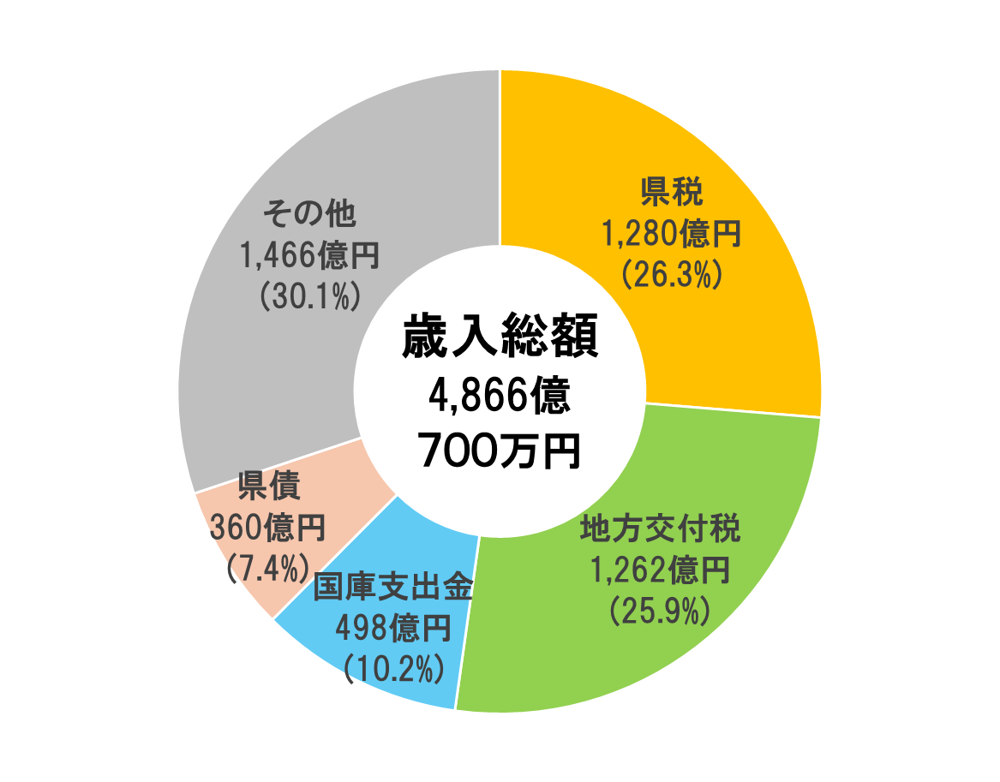 県税
1,280億円
(26.3%)
その他
1,466億円
(30.1%)
歳入総額
4,866億
700万円
県債
360億円
(7.4%)
地方交付税
1,262億円
(25.9%)
国庫支出金
498億円
(10.2%)